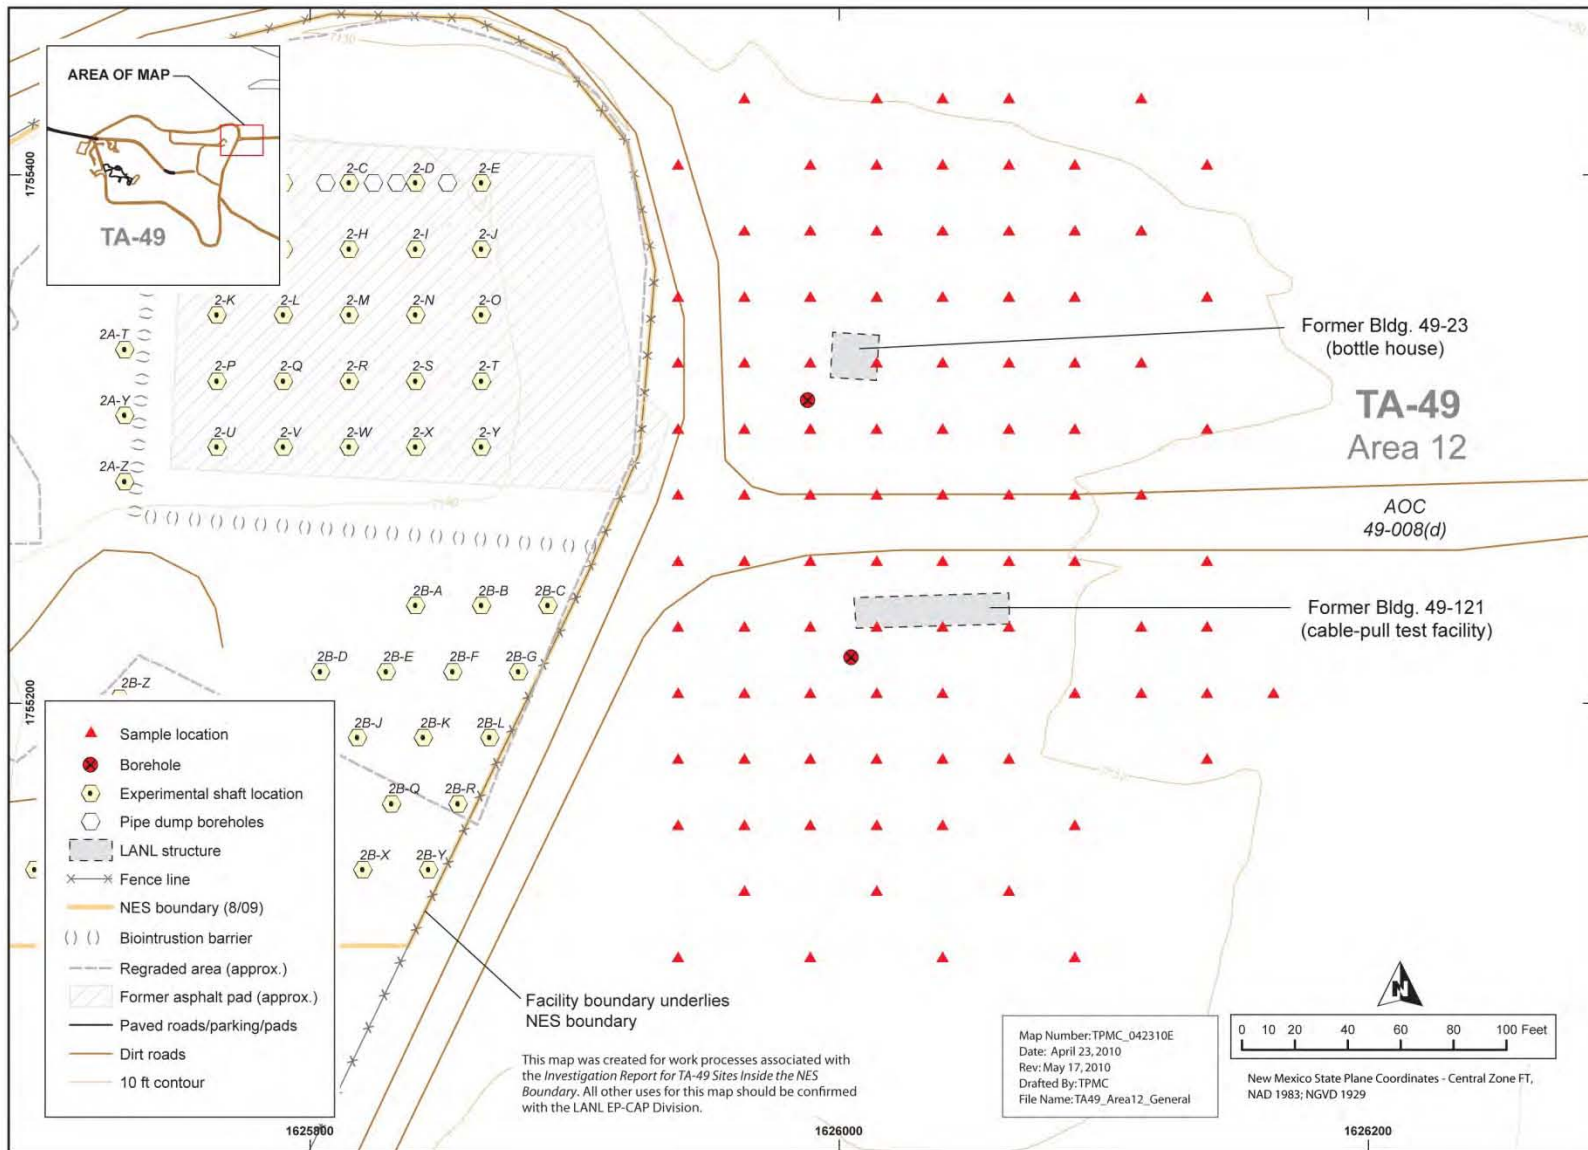 AREA OF MAP
TA-49
1755400
1755200
2-C
2-D
2-E
2-H
2-I
2-J
2-K
2-L
2-M
2-N
2-O
2A-T
2-P
2-Q
2-R
2-S
2-T
2A-Y
2-U
2-V
2-W
2-X
2-Y
2A-Z
7130
7140
2B-A
2B-B
2B-C
2B-D
2B-E
2B-F
2B-G
2B-Z
2B-J
2B-K
2B-L
2B-Q
2B-R
2B-X
2B-Y
Former Bldg. 49-23
(bottle house)
TA-49
Area 12
AOC
49-008(d)
Former Bldg. 49-121
(cable-pull test facility)
Sample location
Borehole
Experimental shaft location
Pipe dump boreholes
LANL structure
Fence line
NES boundary (8/09)
Biointrusion barrier
Regraded area (approx.)
Former asphalt pad (approx.)
Paved roads/parking/pads
Dirt roads
10 ft contour
Facility boundary underlies
NES boundary
This map was created for work processes associated with
the Investigation Report for TA-49 Sites Inside the NES
Boundary. All other uses for this map should be confirmed
with the LANL EP-CAP Division.
Map Number: TPMC_042310E
Date: April 23, 2010
Rev: May 17, 2010
Drafted By: TPMC
File Name: TA49_Area12_General
N
0 10 20 40 60 80 100 Feet
New Mexico State Plane Coordinates - Central Zone FT,
NAD 1983; NGVD 1929
1625800
1626000
1626200